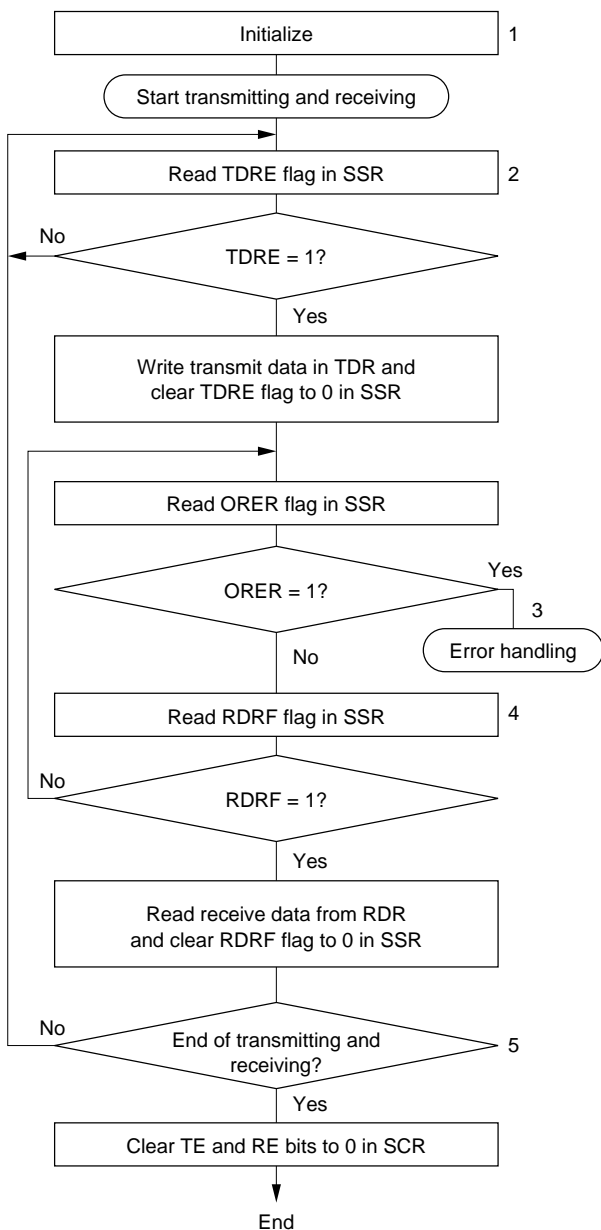 Initialize
1
Start transmitting and receiving
Read TDRE flag in SSR
2
No
TDRE = 1?
Yes
Write transmit data in TDR and
clear TDRE flag to 0 in SSR
Read ORER flag in SSR
Yes
ORER = 1?
3
Error handling
No
Read RDRF flag in SSR
4
No
RDRF = 1?
Yes
Read receive data from RDR
and clear RDRF flag to 0 in SSR
No
End of transmitting and
receiving?
5
Yes
Clear TE and RE bits to 0 in SCR
End